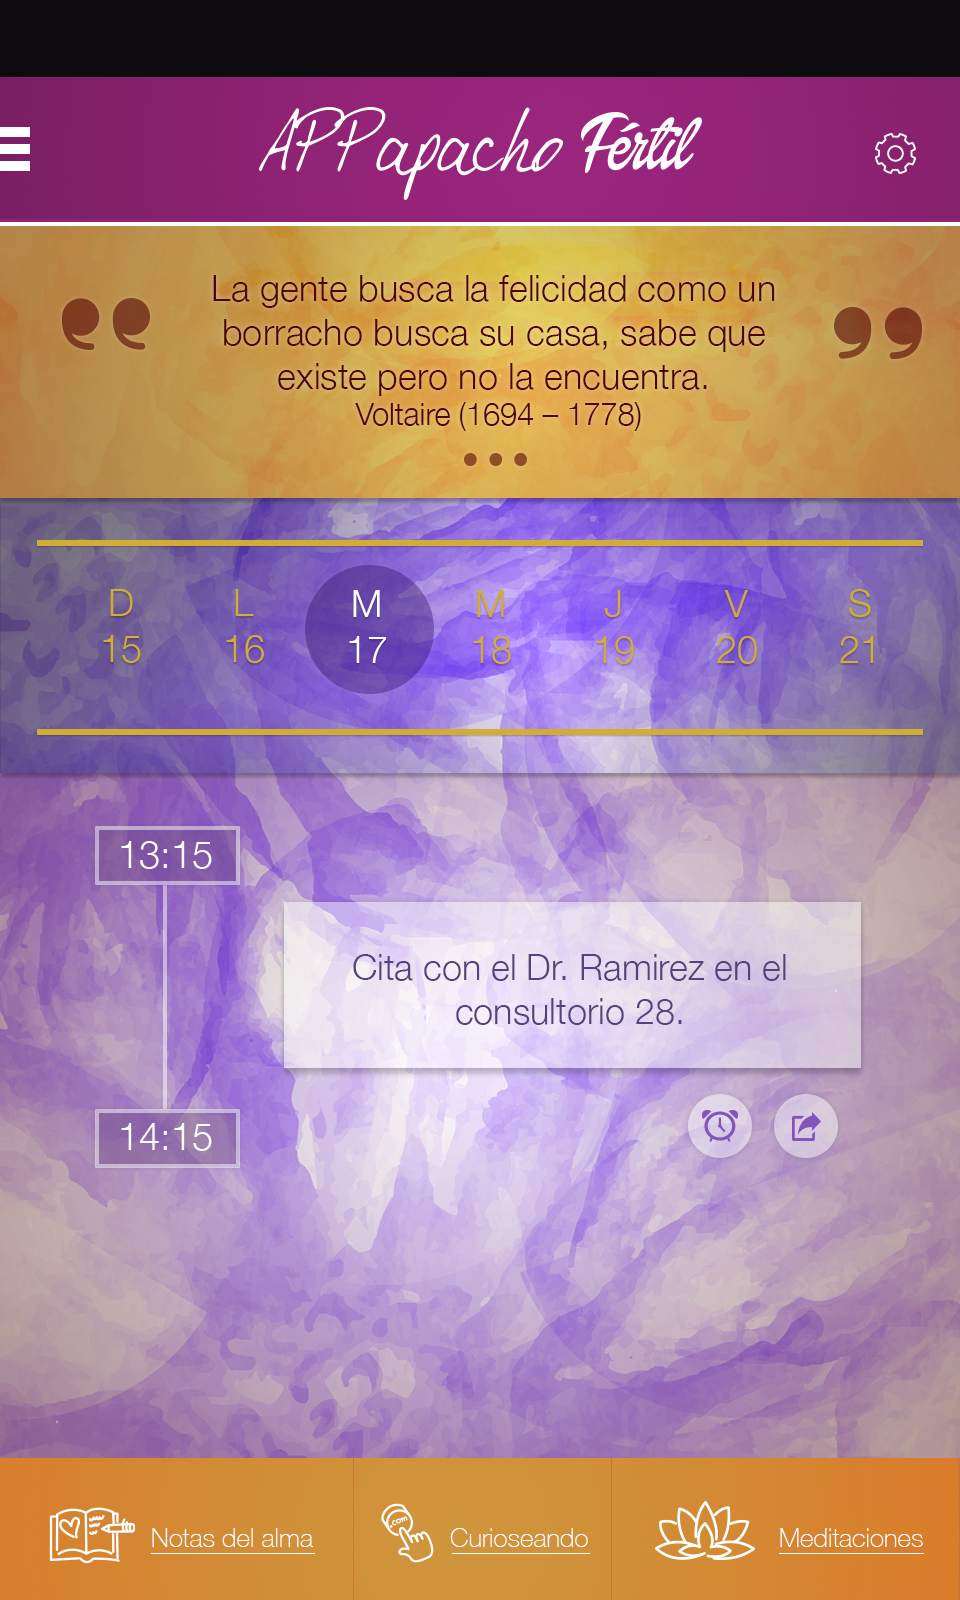 APPapacho Fértil
La gente busca la felicidad como un
borracho busca su casa, sabe que
existe pero no la encuentra.
Voltaire (1694 – 1778)
D L M M J V S
15 16 17 18 19 20 21
13:15
Cita con el Dr. Ramirez en el
consultorio 28.
14:15
.com
Notas del alma Curioseando Meditaciones